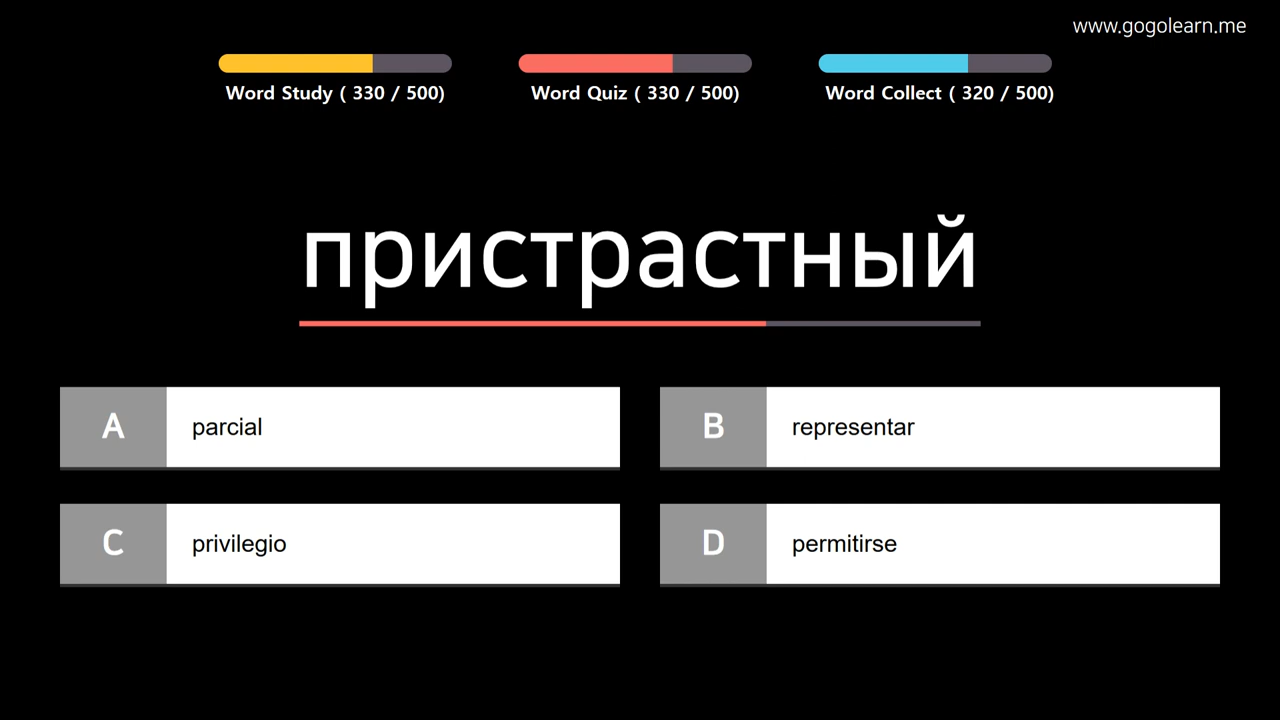 www.gogolearn.me
Word Study ( 330 / 500)
Word Quiz ( 330 / 500)
Word Collect ( 320 / 500)
пристрастный
A parcial
B representar
C privilegio
D permitirse